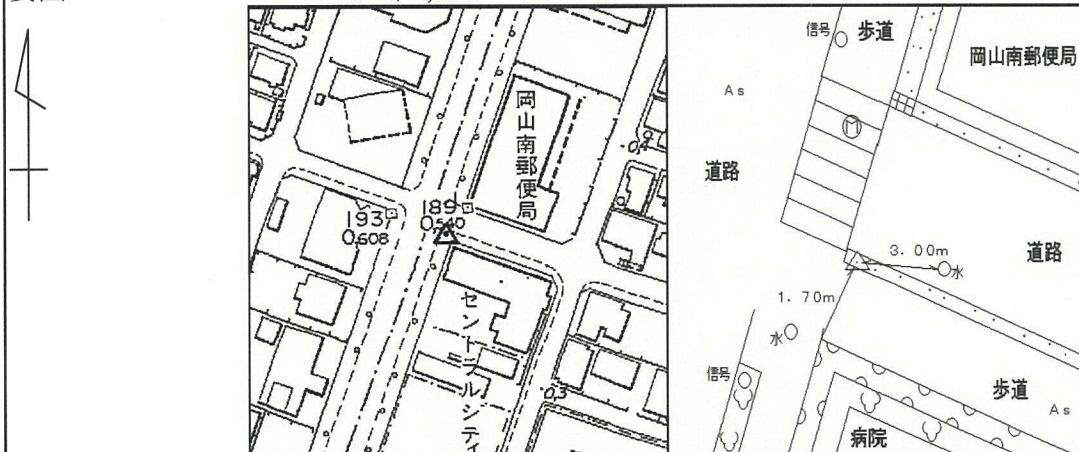 岡山南郵便局
193
0.608
189
0.540
0.4
0.3
セントラルシティ
信号
歩道
岡山南郵便局
As
道路
道路
3.00m
水
1.70m
水
信号
歩道
As
病院